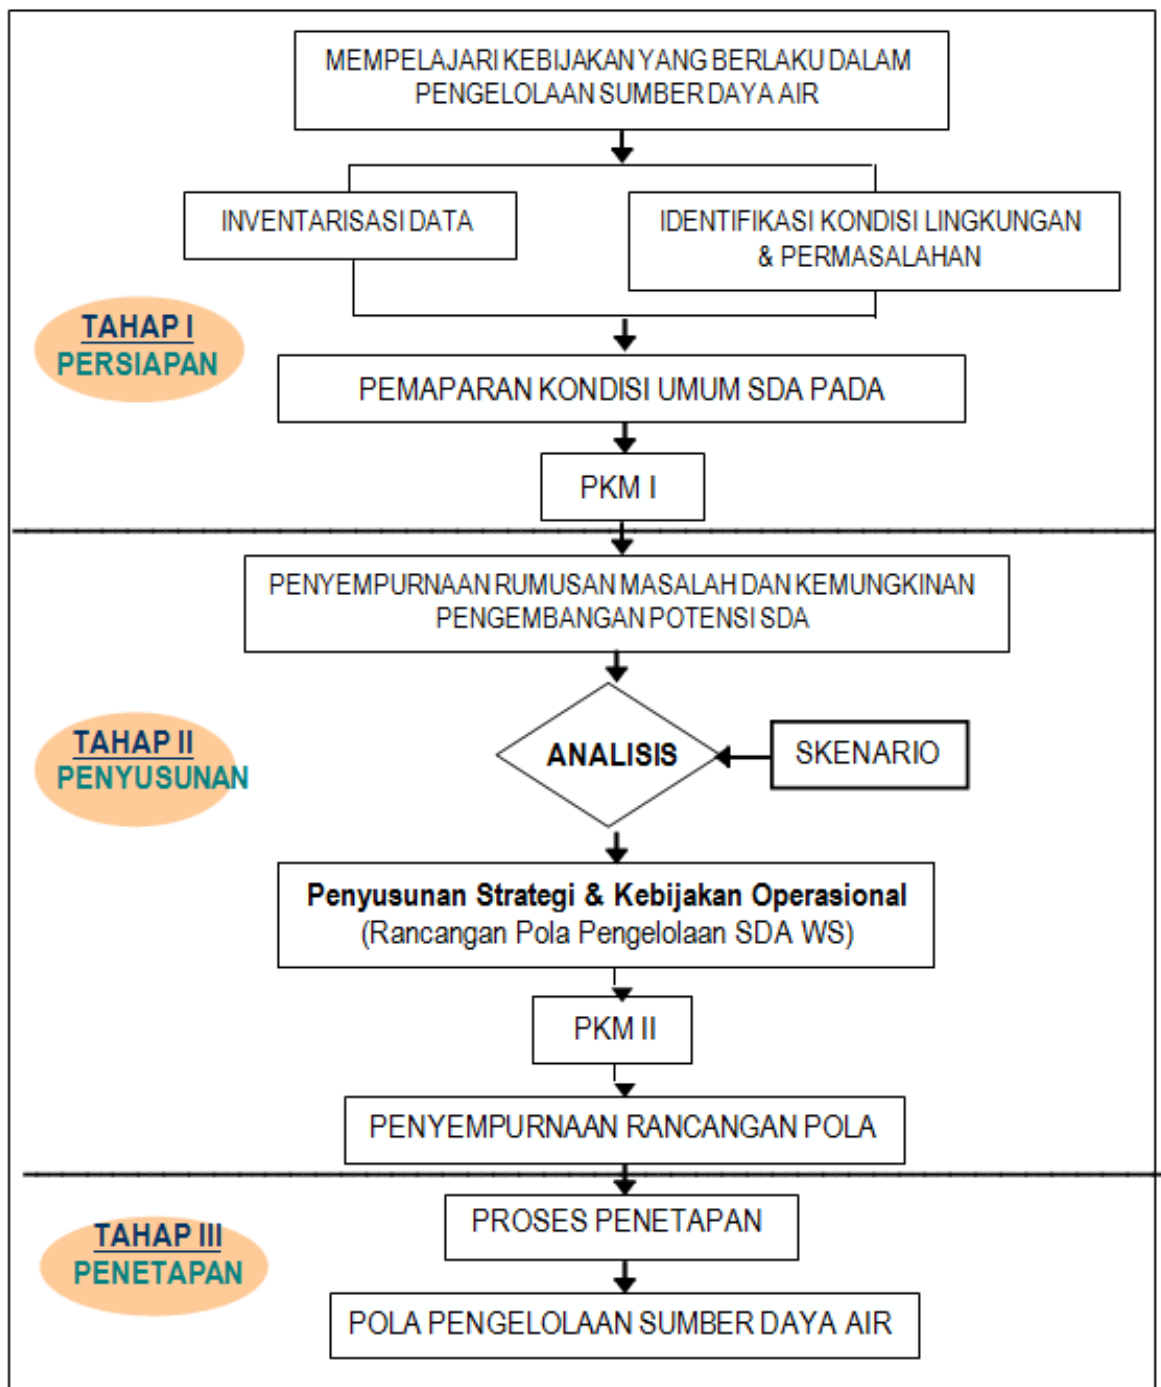 MEMPELAJARI KEBIJAKAN YANG BERLAKU DALAM
PENGELOLAAN SUMBER DAYA AIR
INVENTARISASI DATA
IDENTIFIKASI KONDISI LINGKUNGAN
& PERMASALAHAN
TAHAP I
PERSIAPAN
PEMAPARAN KONDISI UMUM SDA PADA
PKM I
PENYEMPURNAAN RUMUSAN MASALAH DAN KEMUNGKINAN
PENGEMBANGAN POTENSI SDA
TAHAP II
PENYUSUNAN
ANALISIS
SKENARIO
Penyusunan Strategi & Kebijakan Operasional
(Rancangan Pola Pengelolaan SDA WS)
PKM II
PENYEMPURNAAN RANCANGAN POLA
TAHAP III
PENETAPAN
PROSES PENETAPAN
POLA PENGELOLAAN SUMBER DAYA AIR